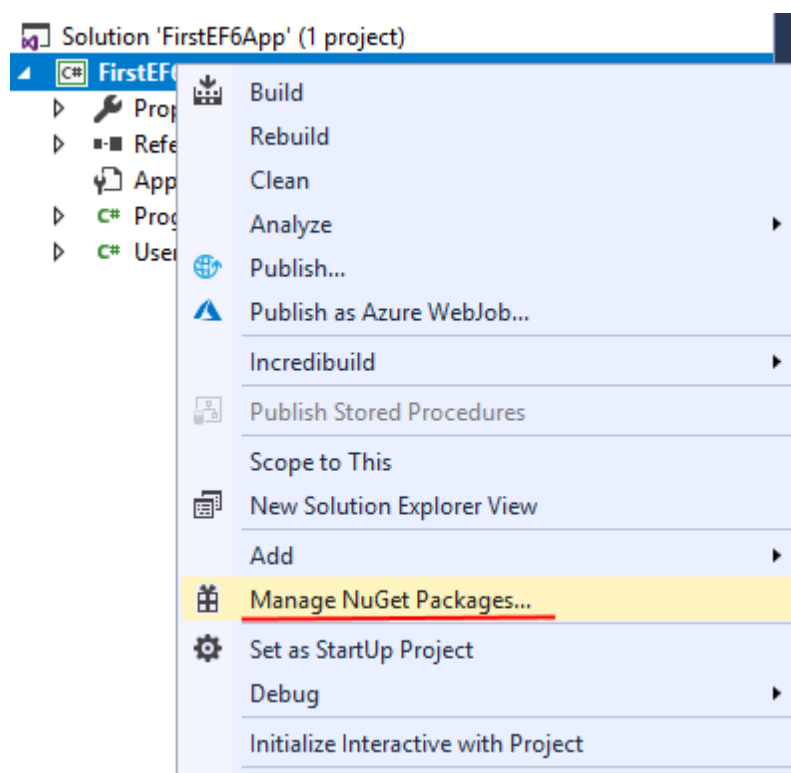 Solution 'FirstEF6App' (1 project)
C# FirstEF6
Prop
Refe
App
C# Prog
C# User
Build
Rebuild
Clean
Analyze
Publish...
Publish as Azure WebJob...
Incredibuild
Publish Stored Procedures
Scope to This
New Solution Explorer View
Add
Manage NuGet Packages...
Set as StartUp Project
Debug
Initialize Interactive with Project